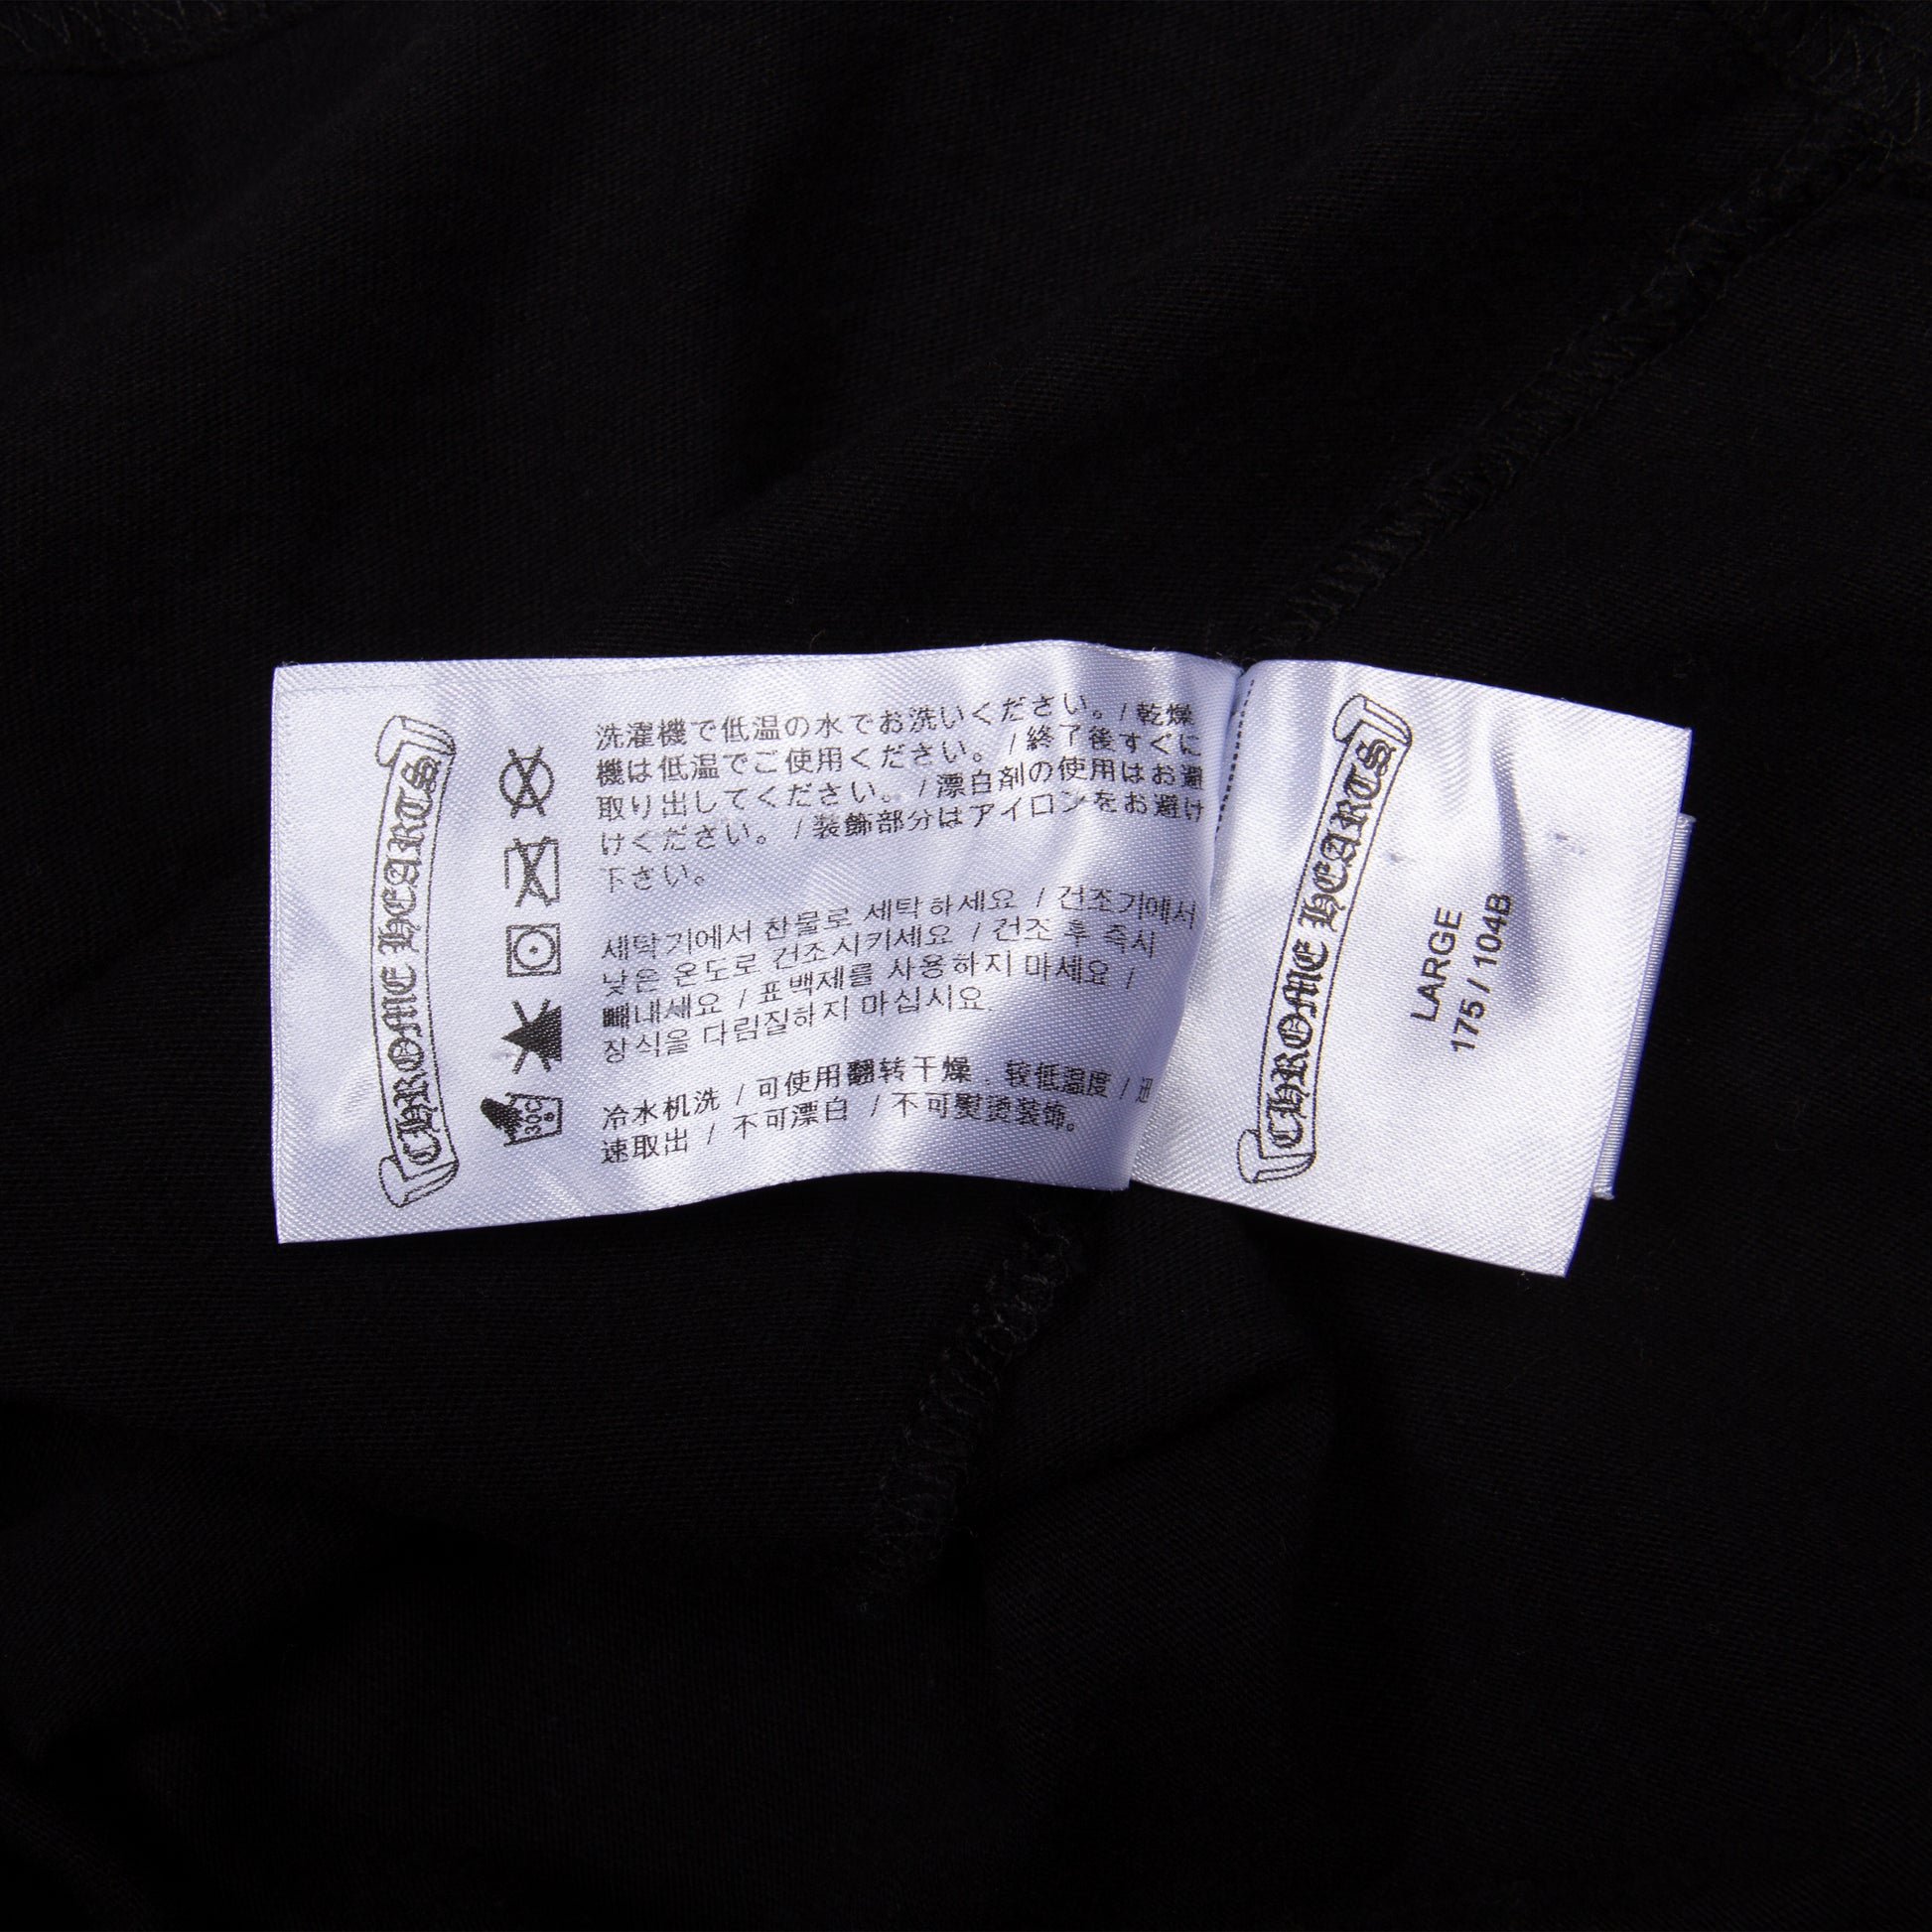 CHROME HEARTS
洗濯機で低温の水でお洗いください。/ 乾燥
機は低温でご使用ください。 / 終了後すぐに
取り出してください。 / 漂白剤の使用はお避
けください。 / 装飾部分はアイロンをお避け
下さい。
세탁기에서 찬물로 세탁하세요 / 건조기에서
낮은 온도로 건조시키세요 / 건조 후 즉시
빼내세요 / 표백제를 사용하지 마세요 /
장식을 다림질하지 마십시요.
冷水机洗 / 可使用翻转干燥﹐较低温度 / 迅
速取出 / 不可漂白 / 不可熨烫装饰。
30C
CHROME HEARTS
LARGE
175 / 104B